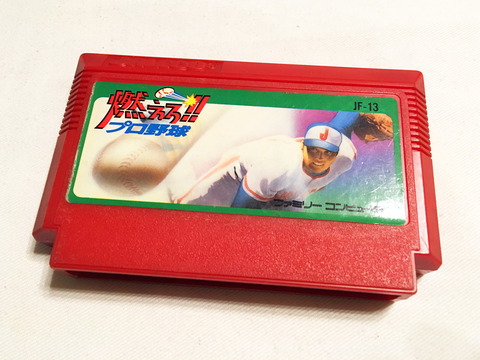 燃えろ!!
プロ野球
JF-13
J
ファミリー コンピュータ